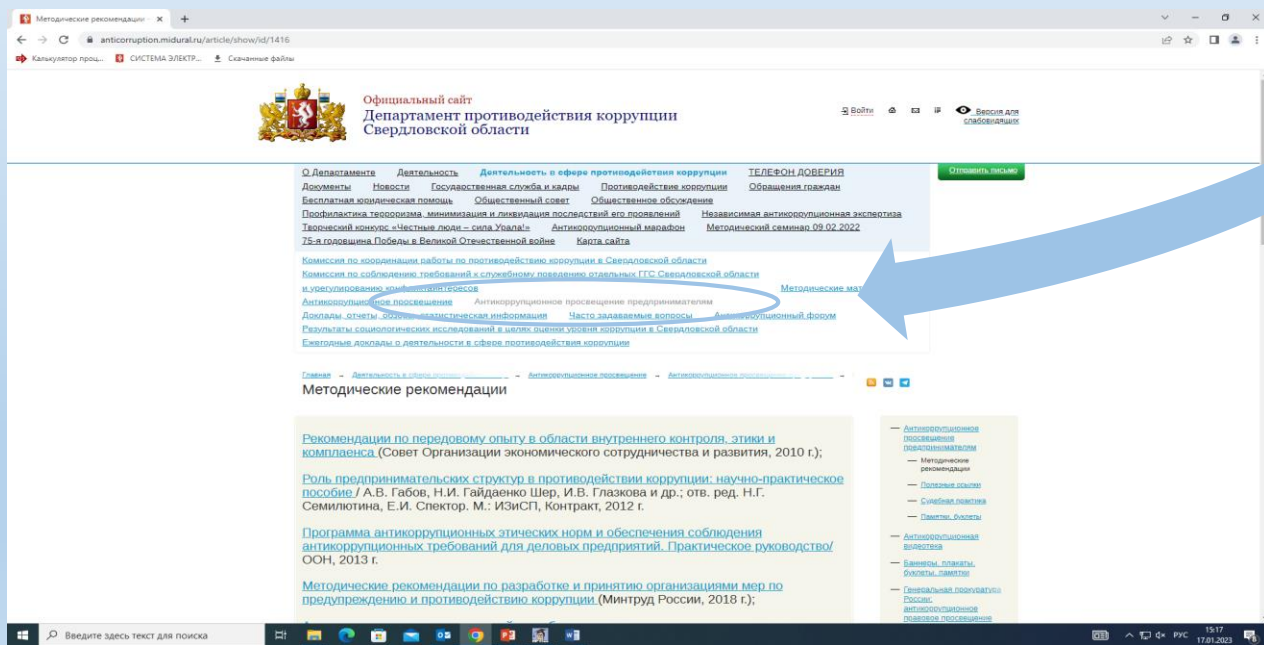 Методические рекомендации -
anticorruption.midural.ru/article/show/id/1416
Калькулятор проц...
СИСТЕМА ЭЛЕКТР...
Скачанные файлы
Официальный сайт
Департамент противодействия коррупции
Свердловской области
Войти
Версия для
слабовидящих
О Департаменте Деятельность Деятельность в сфере противодействия коррупции ТЕЛЕФОН ДОВЕРИЯ
Документы Новости Государственная служба и кадры Противодействие коррупции Обращения граждан
Бесплатная юридическая помощь Общественный совет Общественное обсуждение
Профилактика терроризма, минимизация и ликвидация последствий его проявлений Независимая антикоррупционная экспертиза
Творческий конкурс «Честные люди – сила Урала!» Антикоррупционный марафон Методический семинар 09.02.2022
75-я годовщина Победы в Великой Отечественной войне Карта сайта
Отправить письмо
Комиссия по координации работы по противодействию коррупции в Свердловской области
Комиссия по соблюдению требований к служебному поведению отдельных ГГС Свердловской области
и урегулированию конфликта интересов Методические
Антикоррупционное просвещение Антикоррупционное просвещение предпринимателям
Доклады, отчеты, обзоры, статистическая информация Часто задаваемые вопросы Антикоррупционный форум
Результаты социологических исследований в целях оценки уровня коррупции в Свердловской области
Ежегодные доклады о деятельности в сфере противодействия коррупции
Главная – Деятельность в сфере – Антикоррупционное просвещение – Антикоррупционное –
Методические рекомендации
Рекомендации по передовому опыту в области внутреннего контроля, этики и
комплаенса (Совет Организации экономического сотрудничества и развития, 2010 г.);
Роль предпринимательских структур в противодействии коррупции: научно-практическое
пособие / А.В. Габов, Н.И. Гайдаенко Шер, И.В. Глазкова и др.; отв. ред. Н.Г.
Семилютина, Е.И. Спектор. М.: ИЗиСП, Контракт, 2012 г.
Программа антикоррупционных этических норм и обеспечения соблюдения
антикоррупционных требований для деловых предприятий. Практическое руководство/
ООН, 2013 г.
Методические рекомендации по разработке и принятию организациями мер по
предупреждению и противодействию коррупции (Минтруд России, 2018 г.);
— Антикоррупционное
просвещение
предпринимателям
— Методические
рекомендации
— Полезные ссылки
— Судебная практика
— Памятки, буклеты
— Антикоррупционная
видеотека
— Баннеры, плакаты,
буклеты, памятки
— Генеральная прокуратура
России:
антикоррупционное
правовое просвещение
Введите здесь текст для поиска
РУС
15:17
17.01.2023